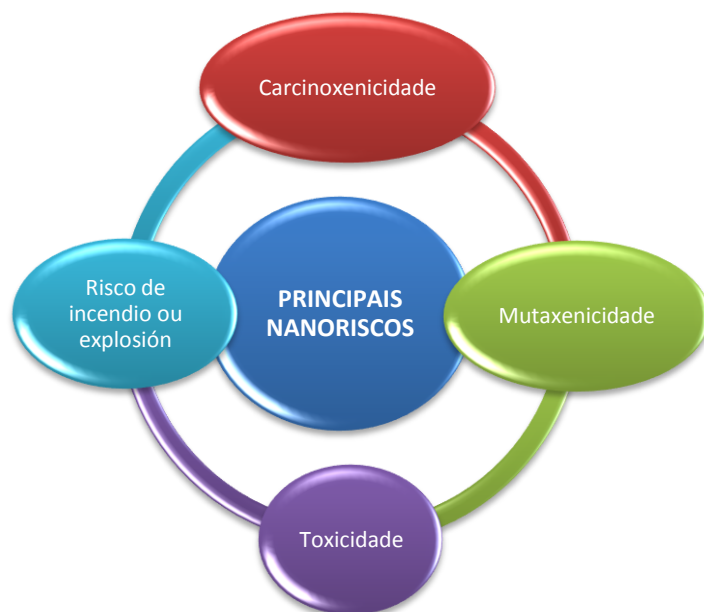 Carcinoxenicidade
Risco de
incendio ou
explosión
PRINCIPAIS
NANORISCOS
Mutaxenicidade
Toxicidade